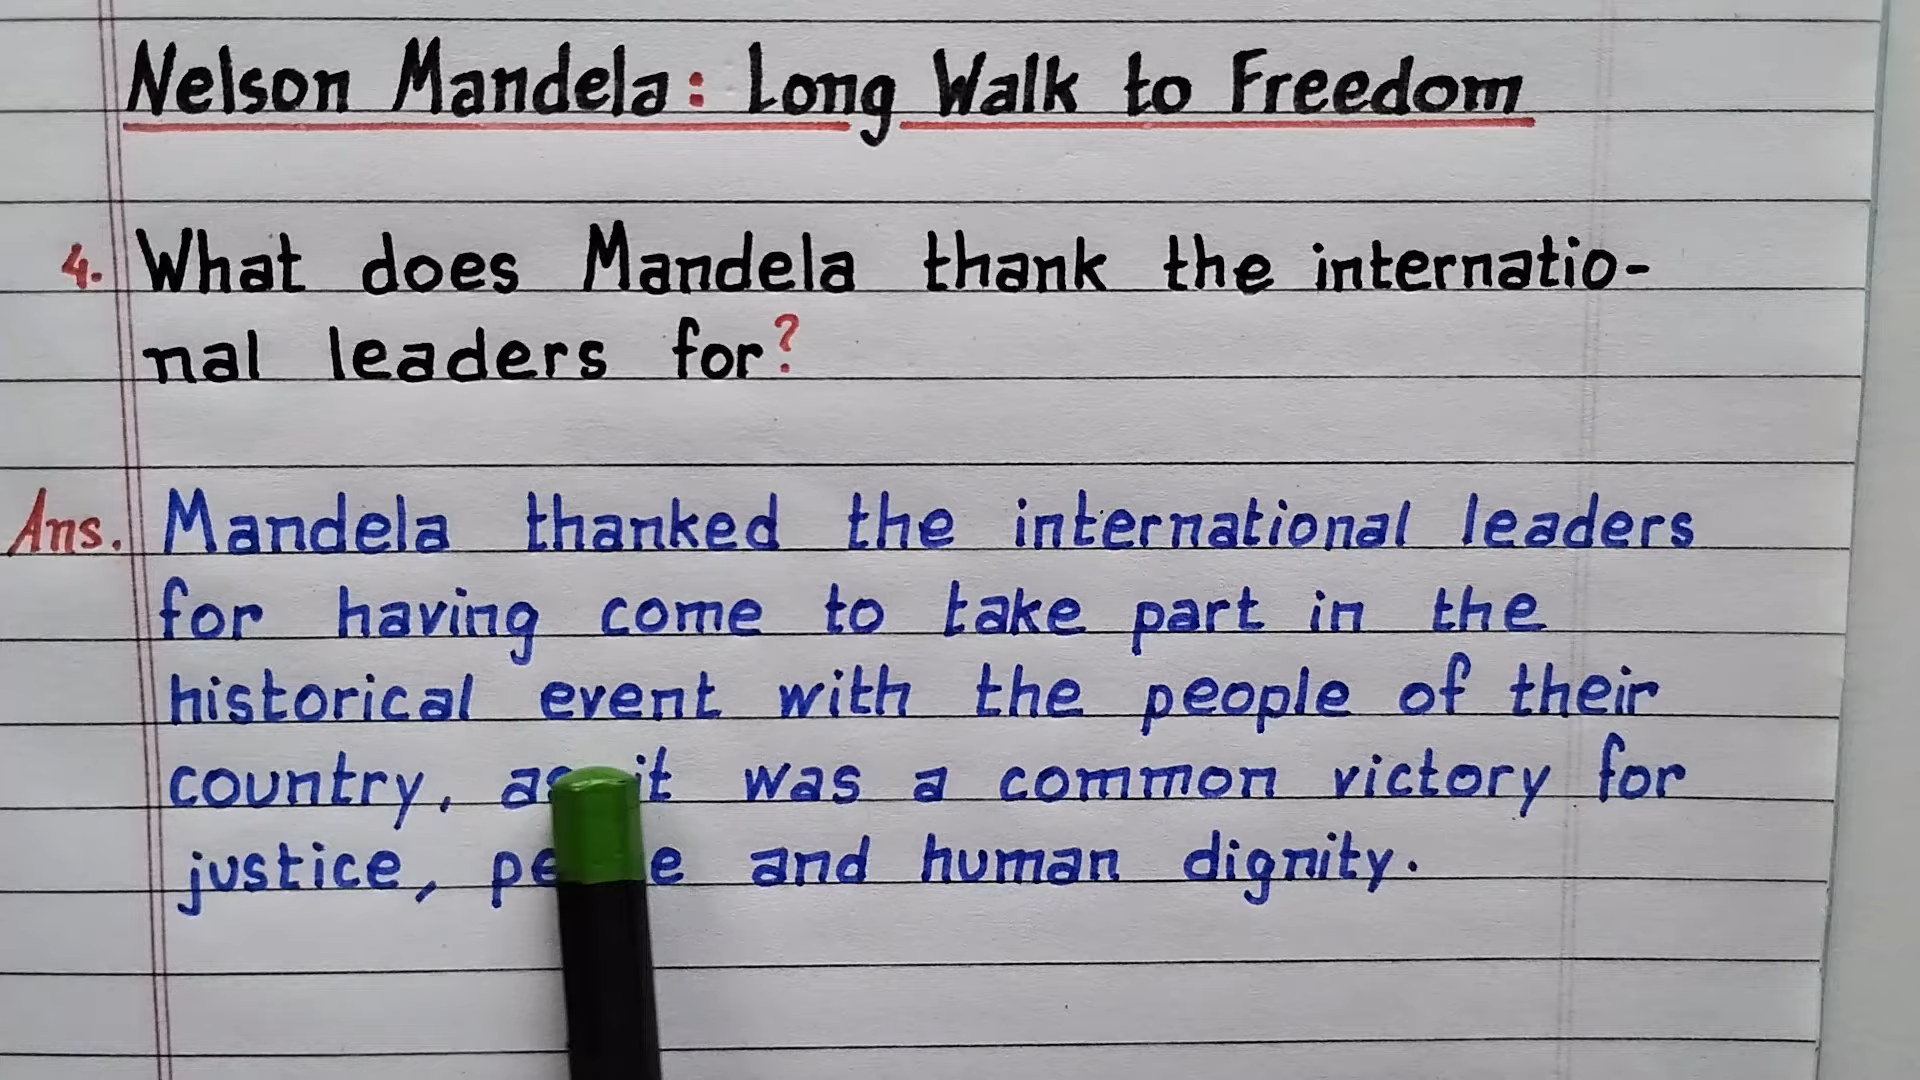 Nelson Mandela: Long Walk to Freedom
4. What does Mandela thank the internatio-
nal leaders for?
Ans. Mandela thanked the international leaders
for having come to take part in the
historical event with the people of their
country, as it was a common victory for
justice, and human dignity.